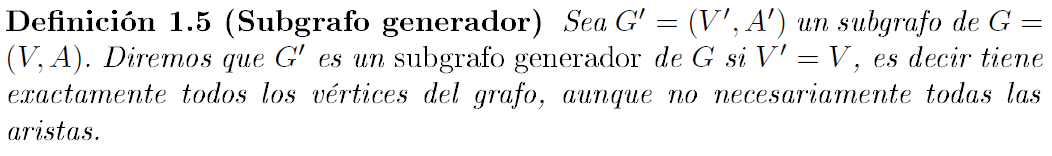 Definición 1.5 (Subgrafo generador) Sea G′ = (V′, A′) un subgrafo de G =
(V, A). Diremos que G′ es un subgrafo generador de G si V′ = V, es decir tiene
exactamente todos los vértices del grafo, aunque no necesariamente todas las
aristas.